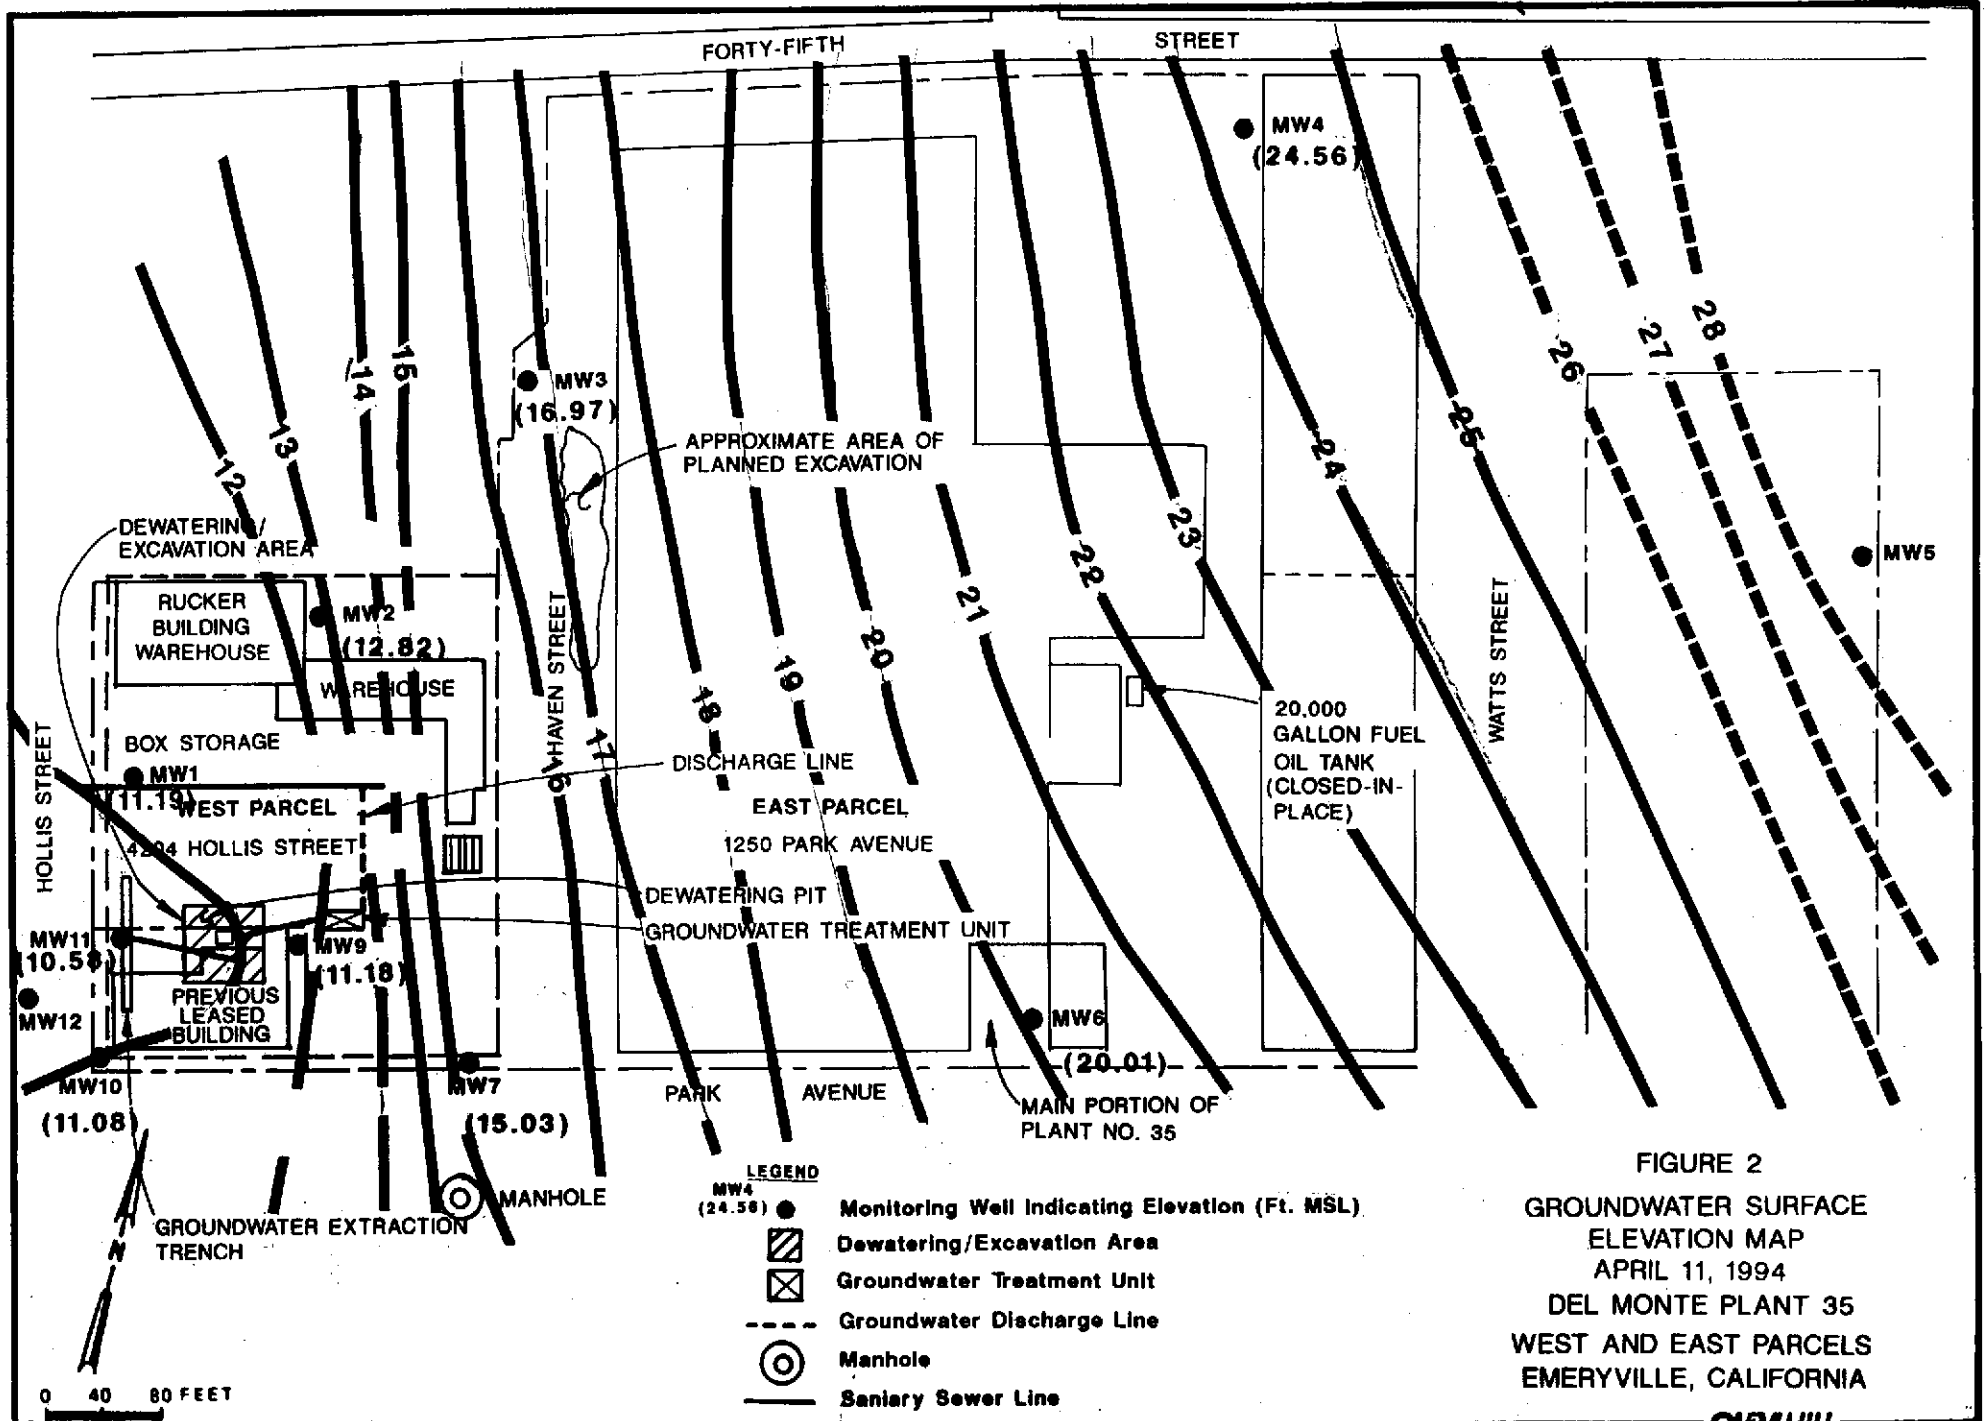 FORTY-FIFTH STREET
MW4
(24.56)
14
15
28
27
26
MW3
(16.97)
13
25
12
APPROXIMATE AREA OF
PLANNED EXCAVATION
24
DEWATERING/
EXCAVATION AREA
23
MW5
22
RUCKER
BUILDING
WAREHOUSE
MW2
(12.82)
21
20
19
18
17
16
HAVEN STREET
WATTS STREET
WAREHOUSE
20,000
GALLON FUEL
OIL TANK
(CLOSED-IN-
PLACE)
HOLLIS STREET
BOX STORAGE
MW1
(11.19)
DISCHARGE LINE
WEST PARCEL
4204 HOLLIS STREET
EAST PARCEL
1250 PARK AVENUE
DEWATERING PIT
GROUNDWATER TREATMENT UNIT
MW11
(10.58)
MW9
(11.18)
MW12
PREVIOUS
LEASED
BUILDING
MW6
(20.01)
MW10
(11.08)
MW7
(15.03)
PARK AVENUE
MAIN PORTION OF
PLANT NO. 35
MANHOLE
GROUNDWATER EXTRACTION
TRENCH
N
0 40 80 FEET
LEGEND
MW4
(24.56)
Monitoring Well Indicating Elevation (Ft. MSL)
Dewatering/Excavation Area
Groundwater Treatment Unit
Groundwater Discharge Line
Manhole
Saniary Sewer Line
FIGURE 2
GROUNDWATER SURFACE
ELEVATION MAP
APRIL 11, 1994
DEL MONTE PLANT 35
WEST AND EAST PARCELS
EMERYVILLE, CALIFORNIA